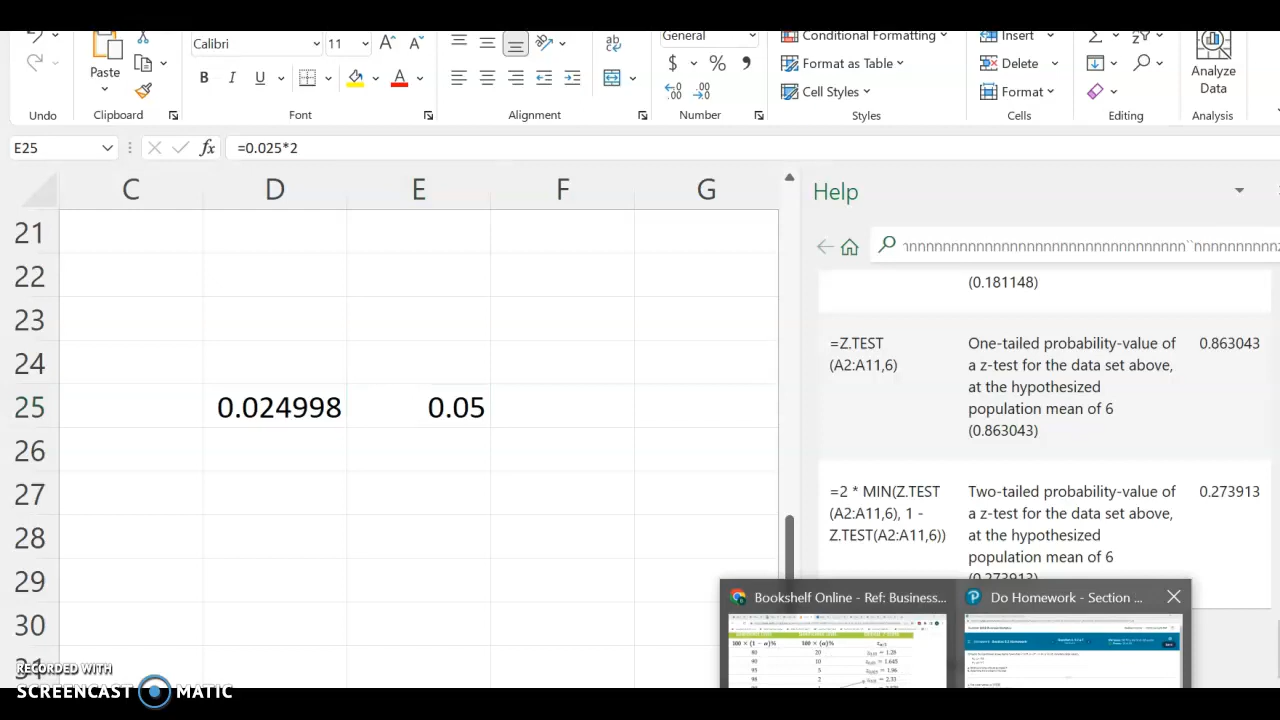 Calibri
11
General
Conditional Formatting
Insert
Paste
B I U
A
$ % ,
Format as Table
Delete
Analyze
Data
Cell Styles
Format
Undo
Clipboard
Font
Alignment
Number
Styles
Cells
Editing
Analysis
E25
fx
=0.025*2
C D E F G
Help
21
22
23
24
25 0.024998 0.05
26
27
28
29
30
(0.181148)
=Z.TEST
(A2:A11,6)
One-tailed probability-value of
a z-test for the data set above,
at the hypothesized
population mean of 6
(0.863043)
0.863043
=2 * MIN(Z.TEST
(A2:A11,6), 1 -
Z.TEST(A2:A11,6))
Two-tailed probability-value of
a z-test for the data set above,
at the hypothesized
population mean of 6
(0.273913)
0.273913
Bookshelf Online - Ref: Business...
Do Homework - Section ...
RECORDED WITH
SCREENCAST MATIC